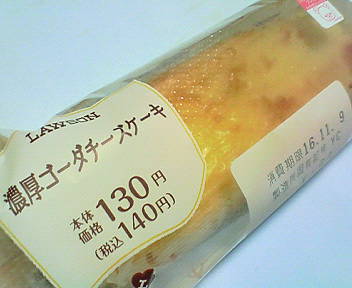 LAWSON
濃厚ゴーダチーズケーキ
本体価格 130円
(税込 140円)
消費期限16.11. 9